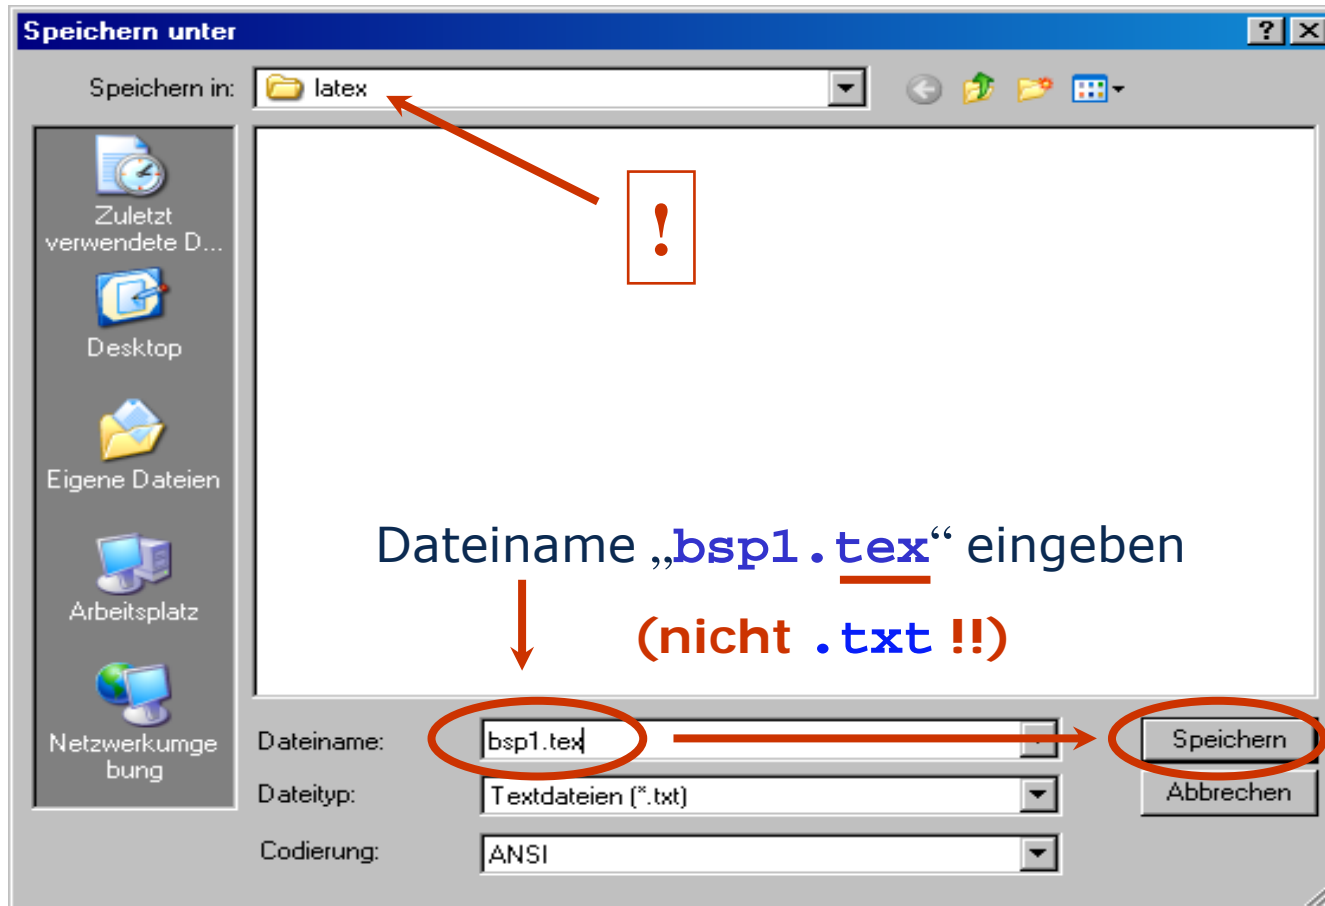 Speichern unter
Speichern in:
latex
!
Zuletzt
verwendete D...
Desktop
Eigene Dateien
Arbeitsplatz
Netzwerkumge
bung
Dateiname „bsp1.tex“ eingeben
(nicht .txt !!)
Dateiname:
bsp1.tex
Speichern
Dateityp:
Textdateien (*.txt)
Abbrechen
Codierung:
ANSI